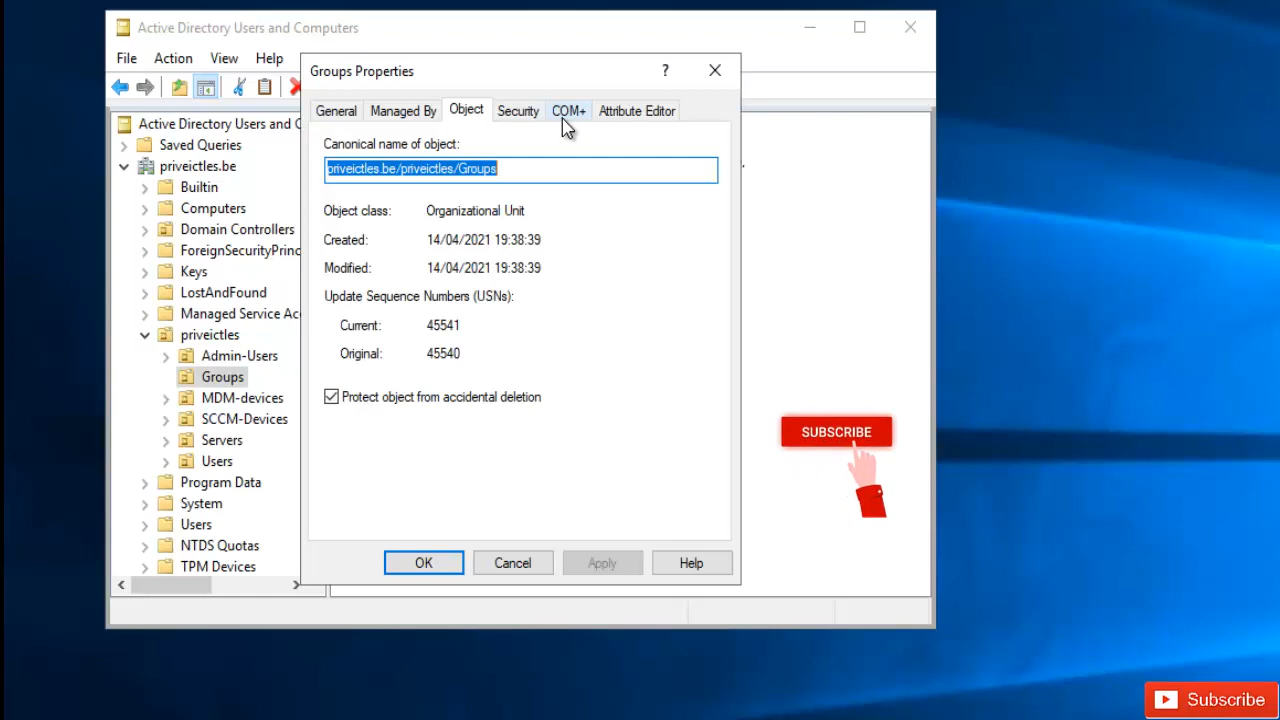 Active Directory Users and Computers
File Action View Help
Groups Properties
?
General Managed By Object Security COM+ Attribute Editor
Canonical name of object:
priveictles.be/priveictles/Groups
Object class: Organizational Unit
Created: 14/04/2021 19:38:39
Modified: 14/04/2021 19:38:39
Update Sequence Numbers (USNs):
Current: 45541
Original: 45540
Protect object from accidental deletion
OK Cancel Apply Help
Active Directory Users and C
Saved Queries
priveictles.be
Builtin
Computers
Domain Controllers
ForeignSecurityPrinc
Keys
LostAndFound
Managed Service Acc
priveictles
Admin-Users
Groups
MDM-devices
SCCM-Devices
Servers
Users
Program Data
System
Users
NTDS Quotas
TPM Devices
SUBSCRIBE
Subscribe